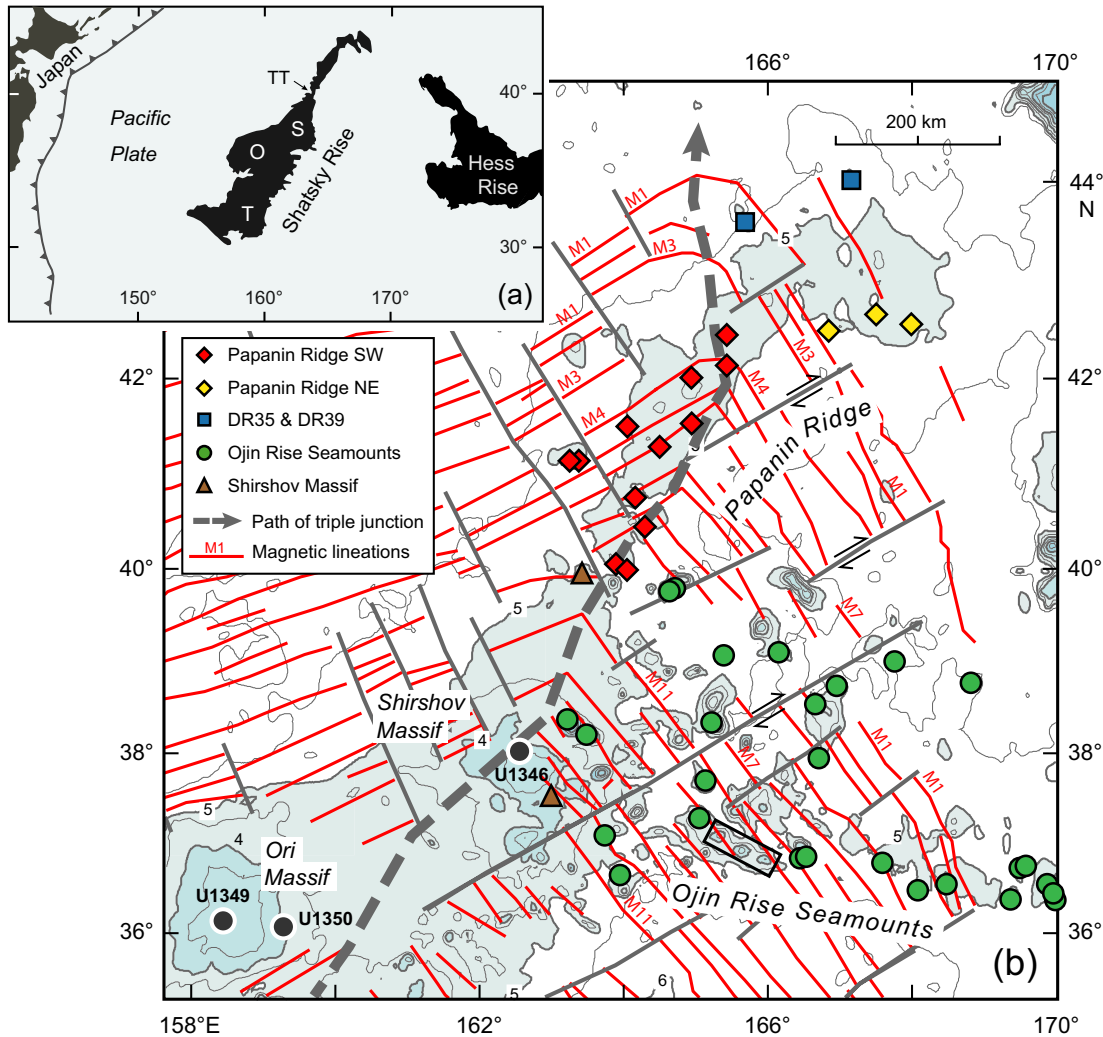 Japan
Pacific
Plate
TT
S
O
T
Shatsky Rise
Hess
Rise
40°
30°
150°
160°
170°
(a)
166°
170°
200 km
44°
N
42°
40°
38°
36°
Papanin Ridge SW
Papanin Ridge NE
DR35 & DR39
Ojin Rise Seamounts
Shirshov Massif
Path of triple junction
M1
Magnetic lineations
M1
M1
M3
5
M1
M3
M4
M3
M4
5
Papanin Ridge
M1
5
M7
M11
Shirshov
Massif
4
U1346
M7
M1
M1
5
4
Ori
Massif
U1349
U1350
5
M11
Ojin Rise Seamounts
5
6
(b)
158°E
162°
166°
170°